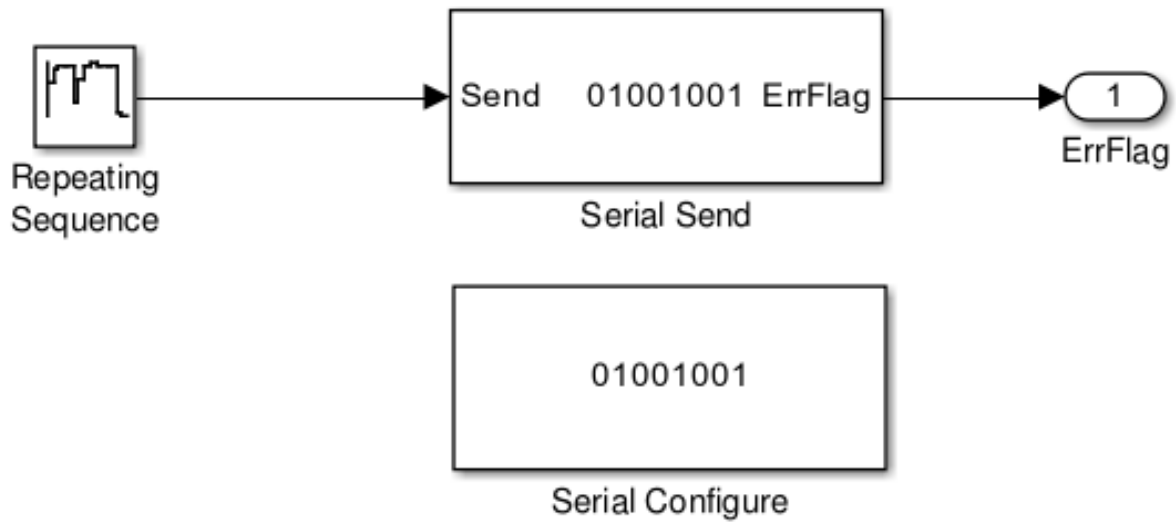 Send 01001001 ErrFlag
1
ErrFlag
Repeating
Sequence
Serial Send
01001001
Serial Configure